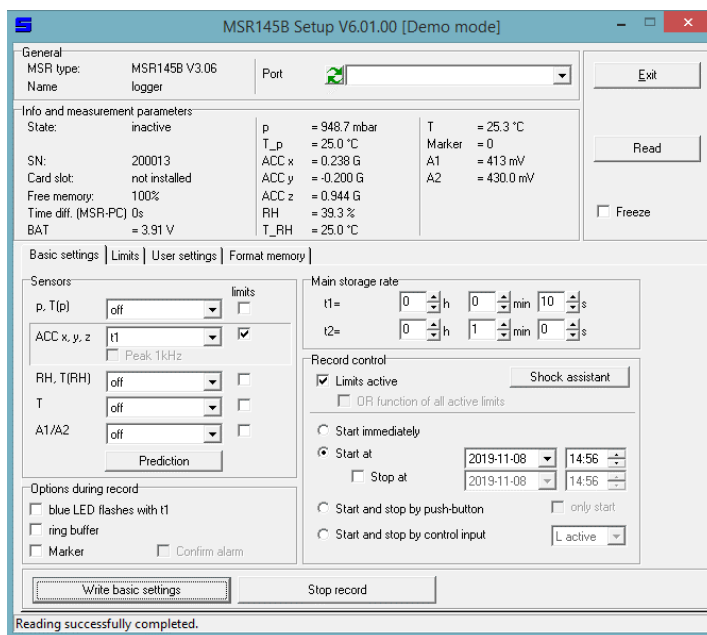 MSR145B Setup V6.01.00 [Demo mode]
General
MSR type: MSR145B V3.06
Name logger
Port
Exit
Read
Freeze
Info and measurement parameters
State: inactive
SN: 200013
Card slot: not installed
Free memory: 100%
Time diff. (MSR-PC) 0s
BAT = 3.91 V
p = 948.7 mbar
T_p = 25.0 °C
ACC x = 0.238 G
ACC y = -0.200 G
ACC z = 0.944 G
RH = 39.3 %
T_RH = 25.0 °C
T = 25.3 °C
Marker = 0
A1 = 413 mV
A2 = 430.0 mV
Basic settings Limits User settings Format memory
Sensors
limits
p, T(p) off
ACC x, y, z t1
Peak 1kHz
RH, T(RH) off
T off
A1/A2 off
Prediction
Options during record
blue LED flashes with t1
ring buffer
Marker Confirm alarm
Main storage rate
t1= 0 h 0 min 10 s
t2= 0 h 1 min 0 s
Record control
Limits active Shock assistant
OR function of all active limits
Start immediately
Start at 2019-11-08 14:56
Stop at 2019-11-08 14:56
Start and stop by push-button only start
Start and stop by control input L active
Write basic settings Stop record
Reading successfully completed.